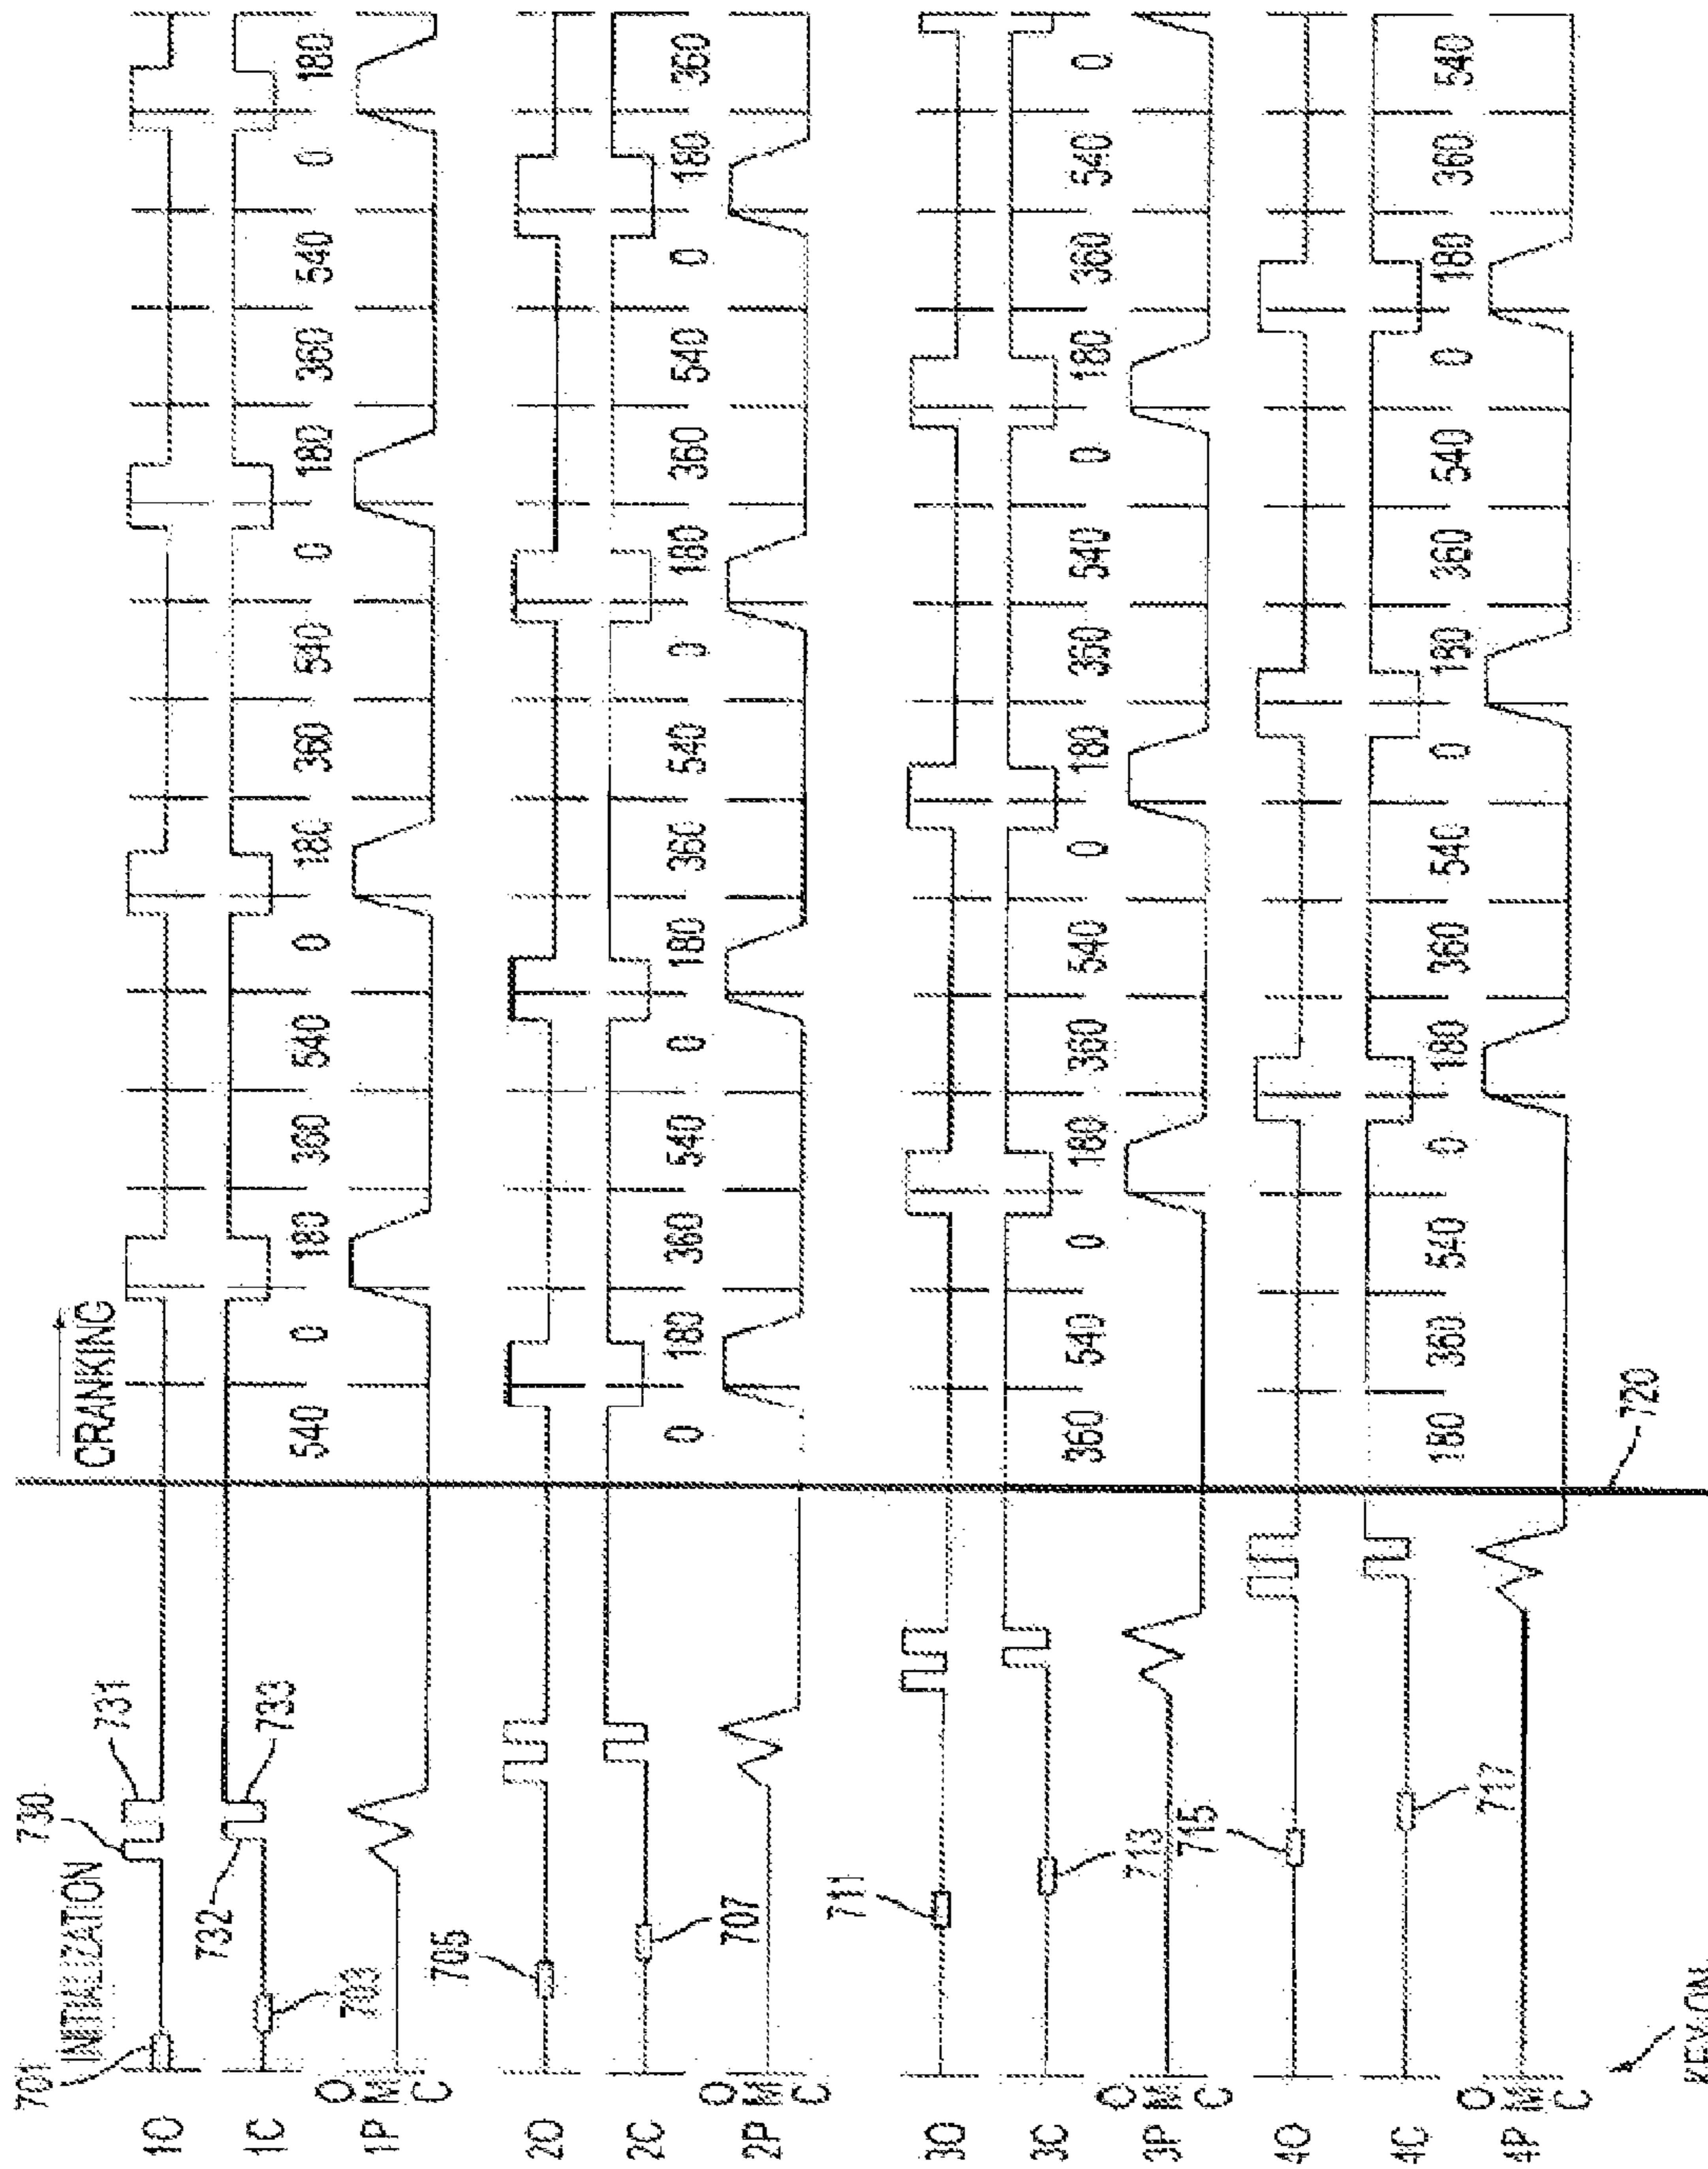 701 730
INITIALIZATION CRANKING
731
1O
732
1C
733
540 0 180 360 540 0 180 360 540 0 180 360 540 0 180
O
703
1P M
C
705
2O
2C
0 180 360 540 0 180 360 540 0 180 360 540 0 180 360
O
707
2P M
C
711
3O
3C
360 540 0 180 360 540 0 180 360 540 0 180 360 540 0
O
713
3P M
715
C
4O
4C
180 360 540 0 180 360 540 0 180 360 540 0 180 360 540
O
717
4P M
C
720
KEY ON